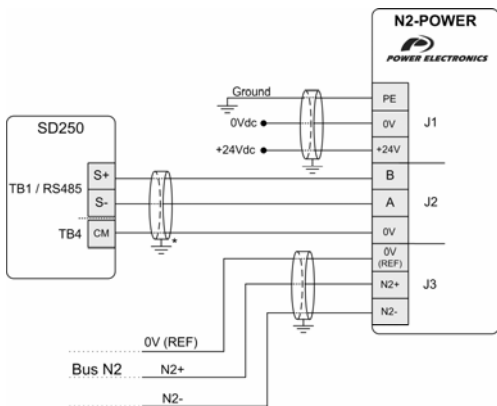 N2-POWER
POWER ELECTRONICS
Ground
PE
J1
0Vdc
0V
+24Vdc
+24V
SD250
TB1 / RS485
S+
B
S-
A
J2
TB4
CM
*
0V
0V
(REF)
N2+
J3
N2-
0V (REF)
Bus N2
N2+
N2-